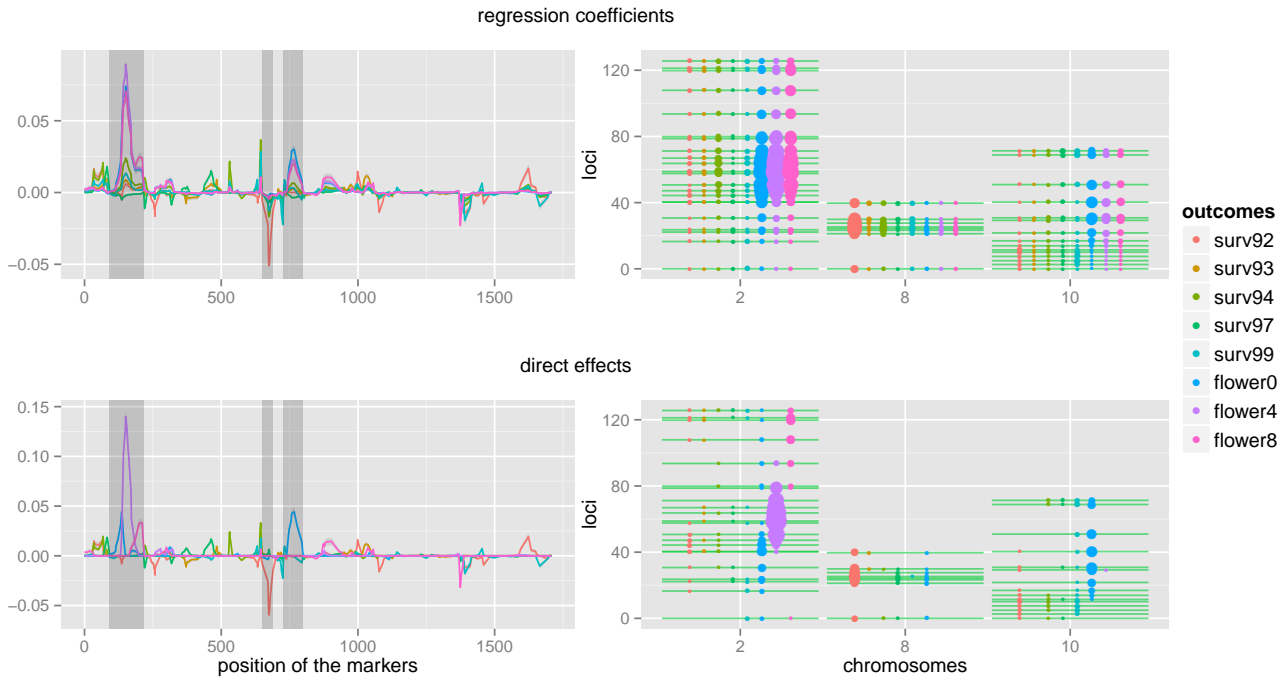 regression coefficients
0.05
0.00
−0.05
0 500 1000 1500
loci
120
80
40
0
2 8 10
direct effects
0.15
0.10
0.05
0.00
−0.05
0 500 1000 1500
position of the markers
loci
120
80
40
0
2 8 10
chromosomes
outcomes
surv92
surv93
surv94
surv97
surv99
flower0
flower4
flower8